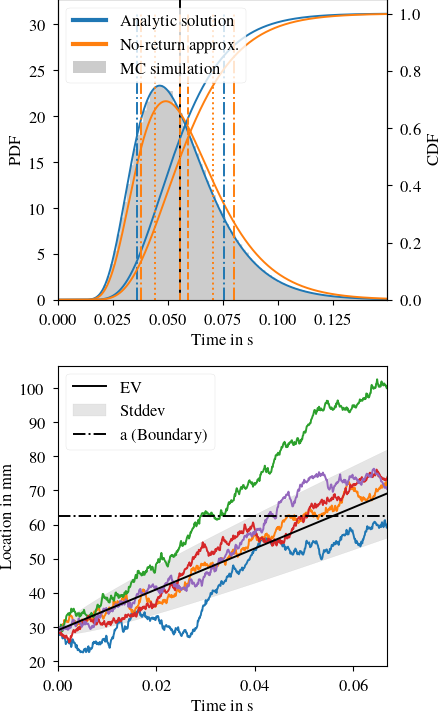 Analytic solution
No-return approx.
MC simulation
PDF
30
25
20
15
10
5
0
CDF
1.0
0.8
0.6
0.4
0.2
0.0
0.000 0.025 0.050 0.075 0.100 0.125
Time in s
EV
Stddev
a (Boundary)
Location in mm
100
90
80
70
60
50
40
30
20
0.00 0.02 0.04 0.06
Time in s